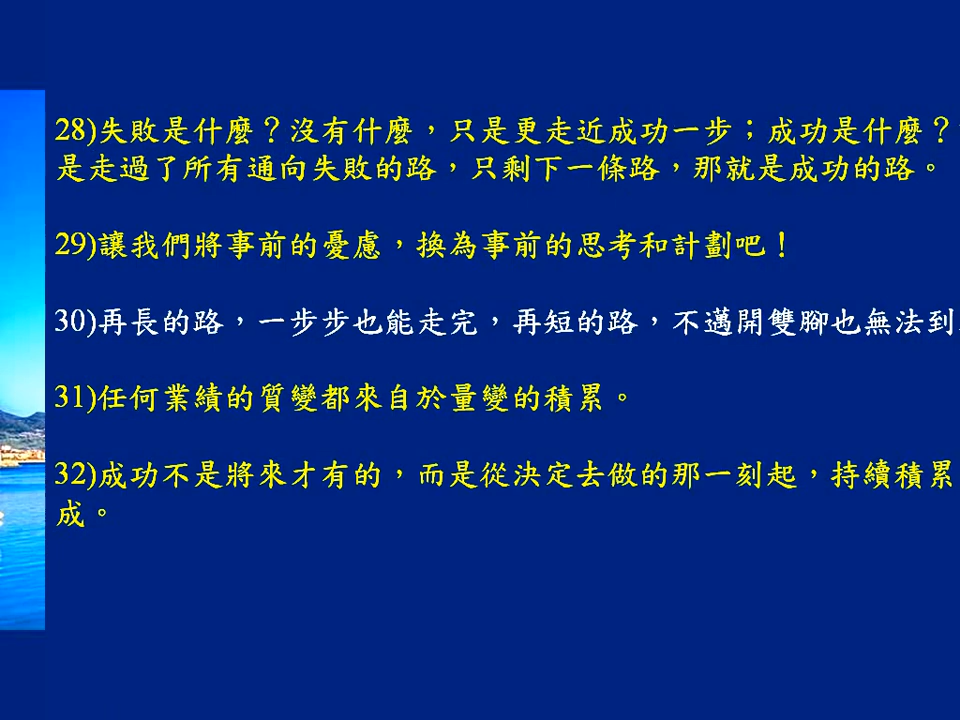 28)失敗是什麼？沒有什麼，只是更走近成功一步；成功是什麼？
是走過了所有通向失敗的路，只剩下一條路，那就是成功的路。
29)讓我們將事前的憂慮，換為事前的思考和計劃吧！
30)再長的路，一步步也能走完，再短的路，不邁開雙腳也無法到
31)任何業績的質變都來自於量變的積累。
32)成功不是將來才有的，而是從決定去做的那一刻起，持續積累
成。